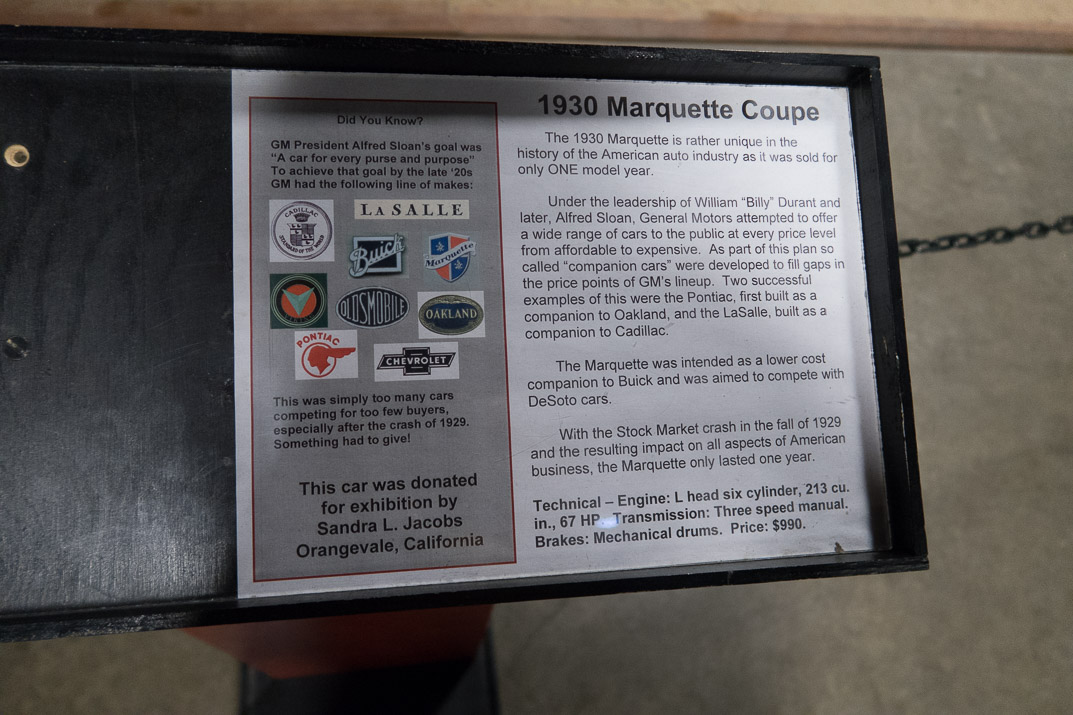 Did You Know?
GM President Alfred Sloan's goal was
"A car for every purse and purpose"
To achieve that goal by the late '20s
GM had the following line of makes:
CADILLAC
STANDARD OF THE WORLD
LA SALLE
Buick
Marquette
OLDSMOBILE
OAKLAND
PONTIAC
CHEVROLET
This was simply too many cars
competing for too few buyers,
especially after the crash of 1929.
Something had to give!
This car was donated
for exhibition by
Sandra L. Jacobs
Orangevale, California
1930 Marquette Coupe
The 1930 Marquette is rather unique in the
history of the American auto industry as it was sold for
only ONE model year.
Under the leadership of William "Billy" Durant and
later, Alfred Sloan, General Motors attempted to offer
a wide range of cars to the public at every price level
from affordable to expensive. As part of this plan so
called "companion cars" were developed to fill gaps in
the price points of GM's lineup. Two successful
examples of this were the Pontiac, first built as a
companion to Oakland, and the LaSalle, built as a
companion to Cadillac.
The Marquette was intended as a lower cost
companion to Buick and was aimed to compete with
DeSoto cars.
With the Stock Market crash in the fall of 1929
and the resulting impact on all aspects of American
business, the Marquette only lasted one year.
Technical – Engine: L head six cylinder, 213 cu.
in., 67 HP. Transmission: Three speed manual.
Brakes: Mechanical drums. Price: $990.